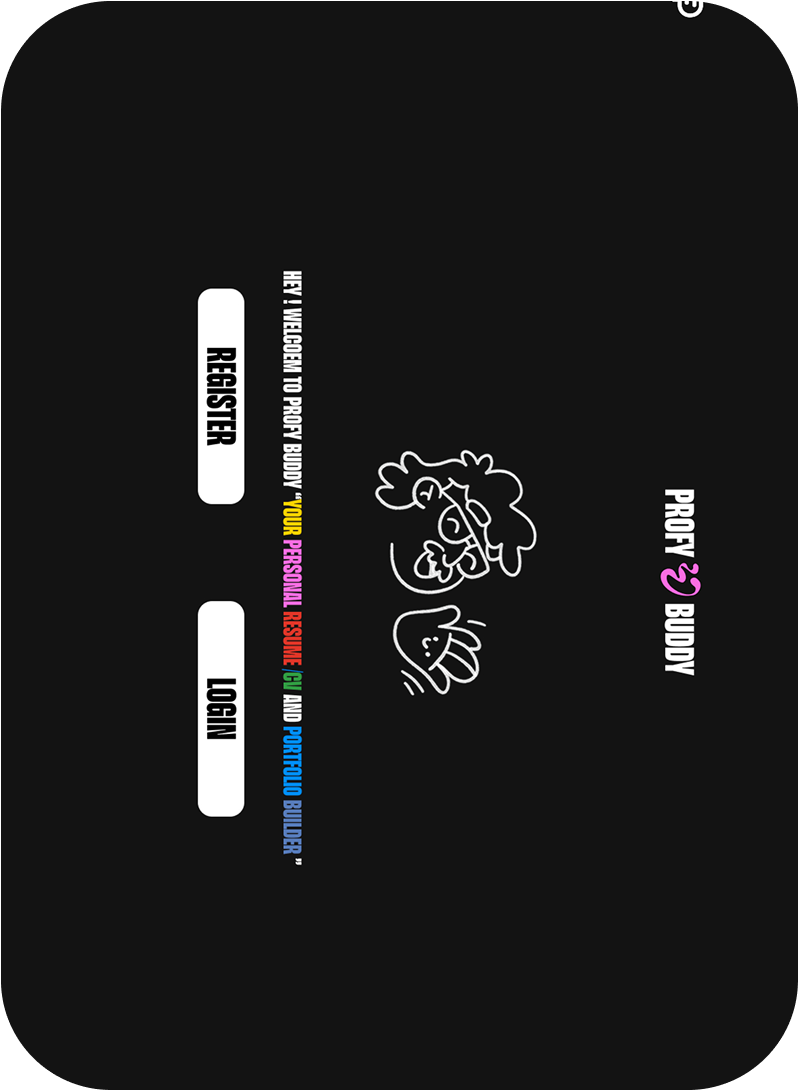 PROFY BUDDY
HEY ! WELCOEM TO PROFY BUDDY "YOUR PERSONAL RESUME /CV AND PORTFOLIO BUILDER "
REGISTER
LOGIN